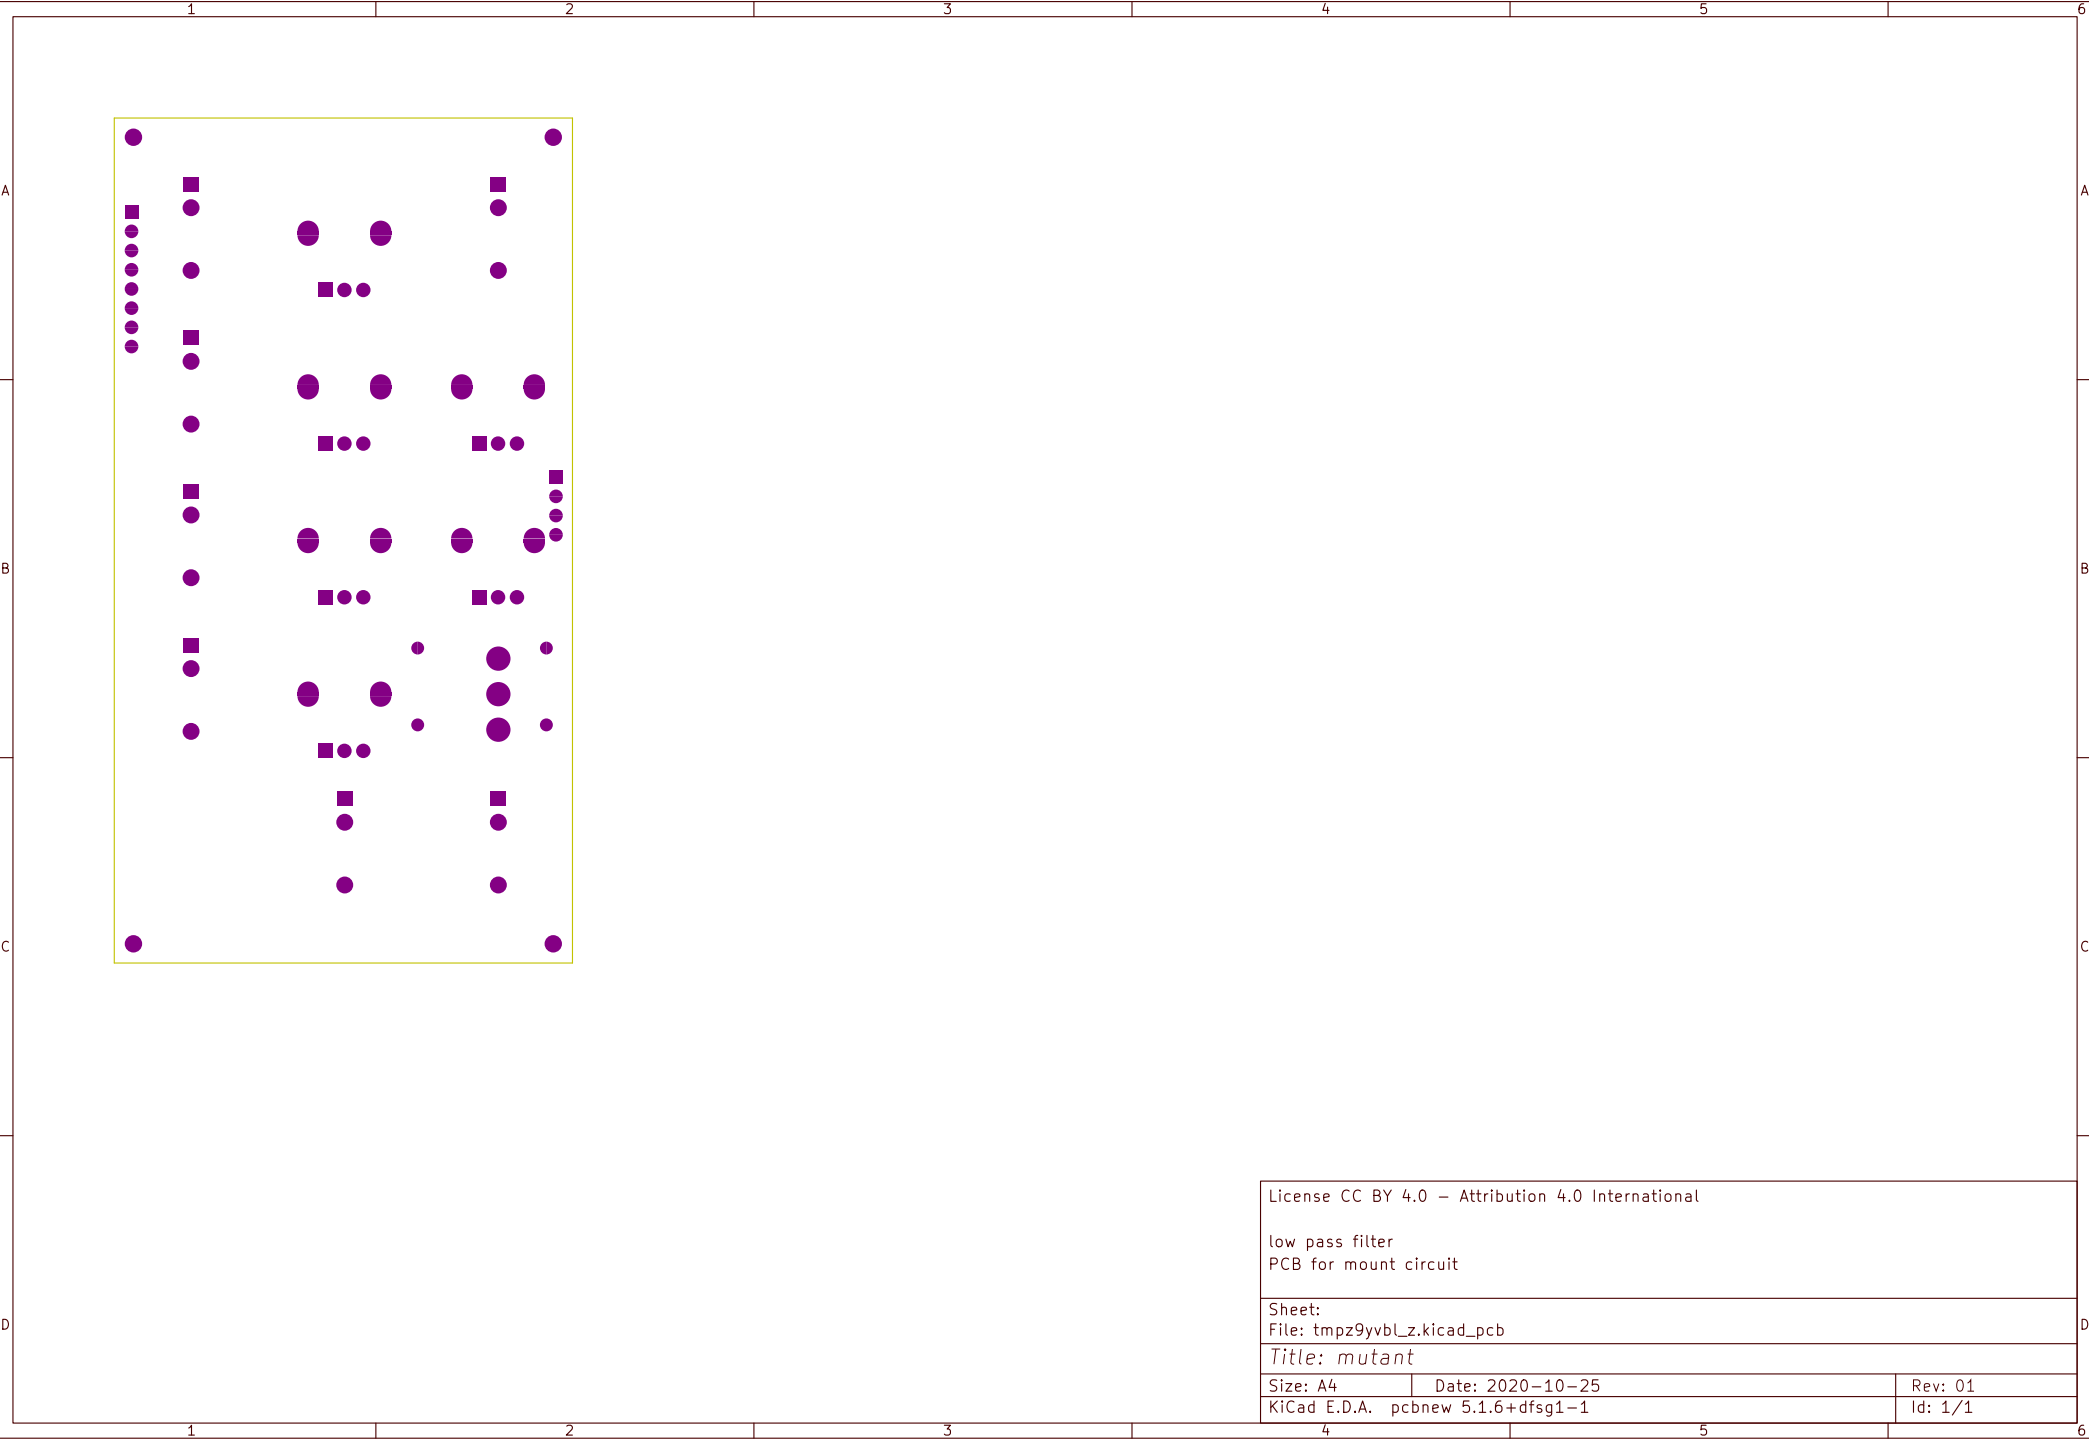 1 2 3 4 5 6
A A
B B
C C
License CC BY 4.0 – Attribution 4.0 International
low pass filter
PCB for mount circuit
Sheet:
D File: tmpz9yvbl_z.kicad_pcb D
Title: mutant
Size: A4 Date: 2020-10-25 Rev: 01
KiCad E.D.A. pcbnew 5.1.6+dfsg1-1 Id: 1/1
1 2 3 4 5 6